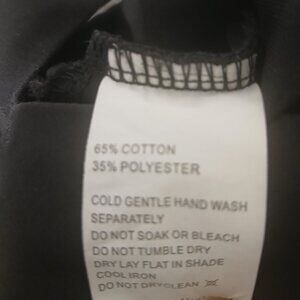 65% COTTON
35% POLYESTER
COLD GENTLE HAND WASH
SEPARATELY
DO NOT SOAK OR BLEACH
DO NOT TUMBLE DRY
DRY LAY FLAT IN SHADE
COOL IRON
DO NOT DRYCLEAN